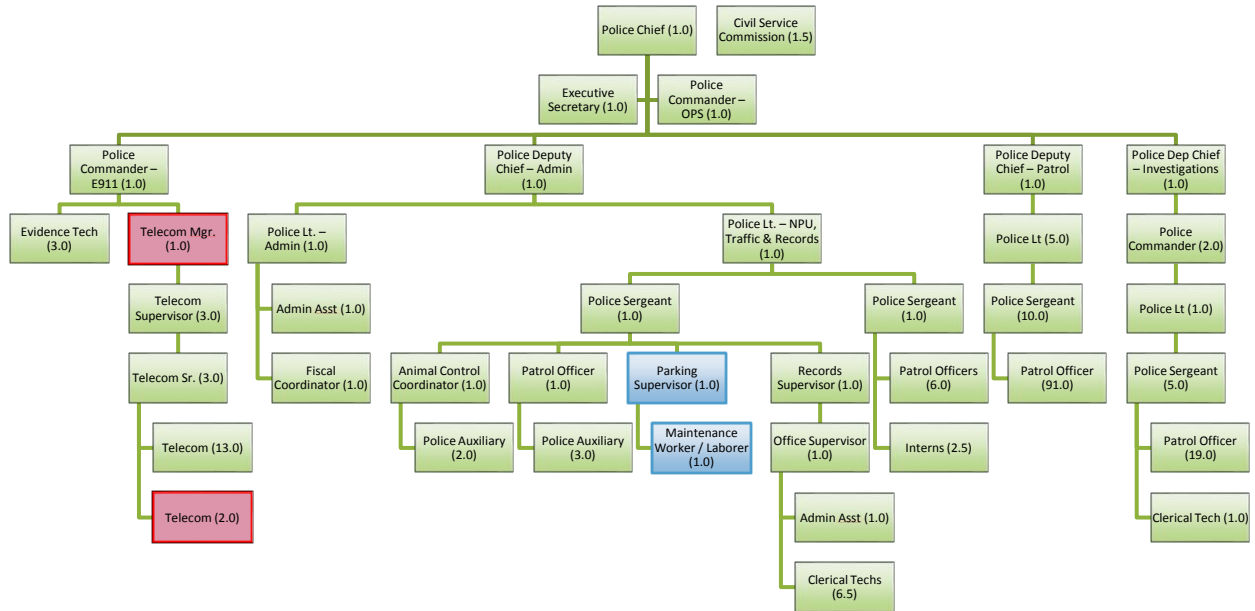 Police Chief (1.0)
Civil Service
Commission (1.5)
Executive
Secretary (1.0)
Police
Commander –
OPS (1.0)
Police
Commander –
E911 (1.0)
Police Deputy
Chief – Admin
(1.0)
Police Deputy
Chief – Patrol
(1.0)
Police Dep Chief
– Investigations
(1.0)
Evidence Tech
(3.0)
Telecom Mgr.
(1.0)
Police Lt. –
Admin (1.0)
Police Lt. – NPU,
Traffic & Records
(1.0)
Police Lt (5.0)
Police
Commander (2.0)
Telecom
Supervisor (3.0)
Admin Asst (1.0)
Police Sergeant
(1.0)
Police Sergeant
(1.0)
Police Sergeant
(10.0)
Police Lt (1.0)
Telecom Sr. (3.0)
Fiscal
Coordinator (1.0)
Animal Control
Coordinator (1.0)
Patrol Officer
(1.0)
Parking
Supervisor (1.0)
Records
Supervisor (1.0)
Patrol Officers
(6.0)
Patrol Officer
(91.0)
Police Sergeant
(5.0)
Telecom (13.0)
Police Auxiliary
(2.0)
Police Auxiliary
(3.0)
Maintenance
Worker / Laborer
(1.0)
Office Supervisor
(1.0)
Interns (2.5)
Patrol Officer
(19.0)
Telecom (2.0)
Admin Asst (1.0)
Clerical Tech (1.0)
Clerical Techs
(6.5)